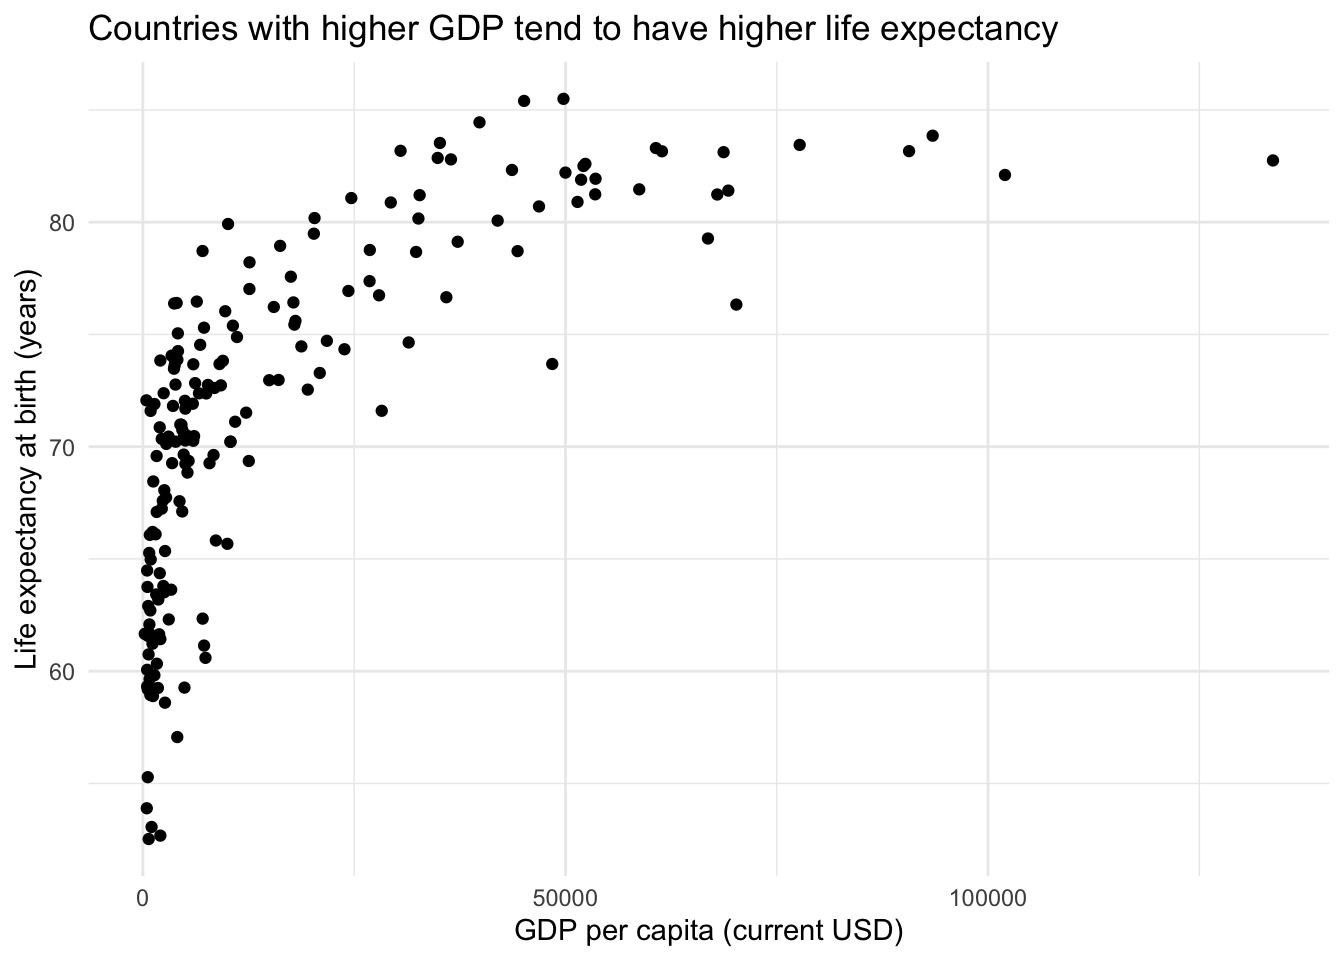 Countries with higher GDP tend to have higher life expectancy
80
70
60
Life expectancy at birth (years)
0
50000
100000
GDP per capita (current USD)